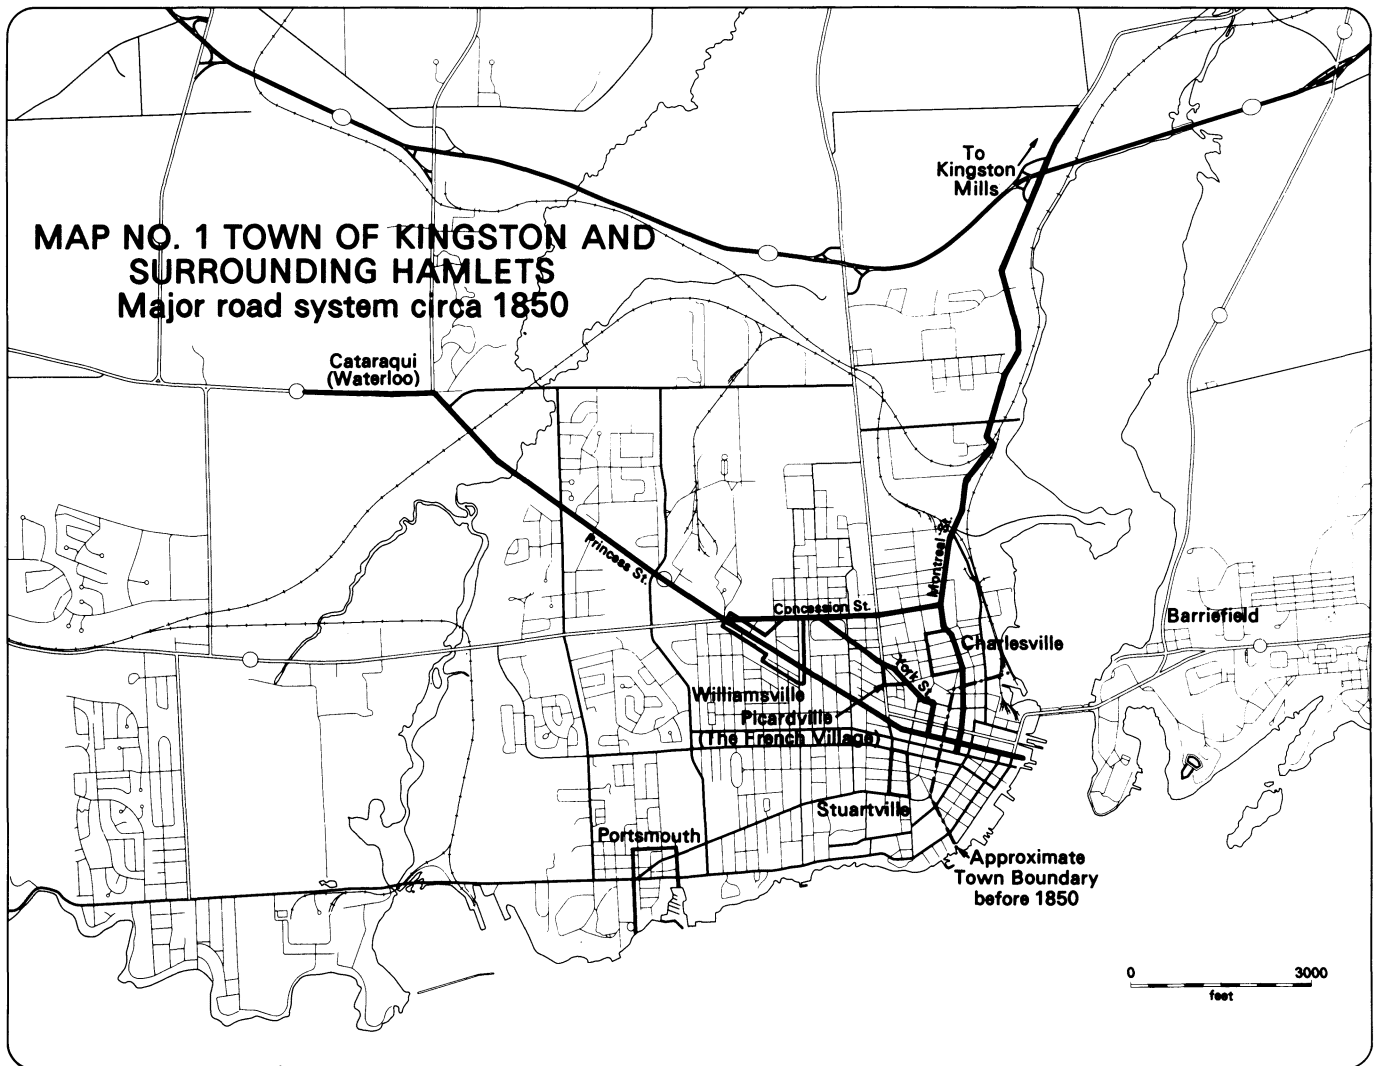 To
Kingston
Mills
MAP NO. 1 TOWN OF KINGSTON AND
SURROUNDING HAMLETS
Major road system circa 1850
Cataraqui
(Waterloo)
Princess St.
Montreal St.
Concession St.
Barriefield
Charlesville
York St.
Williamsville
Picardville
(The French Village)
Stuartville
Portsmouth
Approximate
Town Boundary
before 1850
0 3000
feet